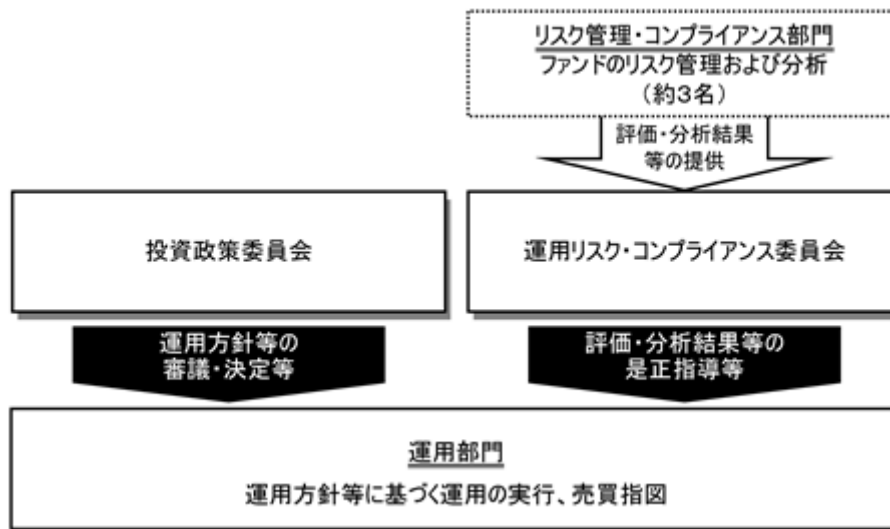 リスク管理・コンプライアンス部門
ファンドのリスク管理および分析
（約３名）
評価・分析結果
等の提供
投資政策委員会
運用リスク・コンプライアンス委員会
運用方針等の
審議・決定等
評価・分析結果等の
是正指導等
運用部門
運用方針等に基づく運用の実行、売買指図